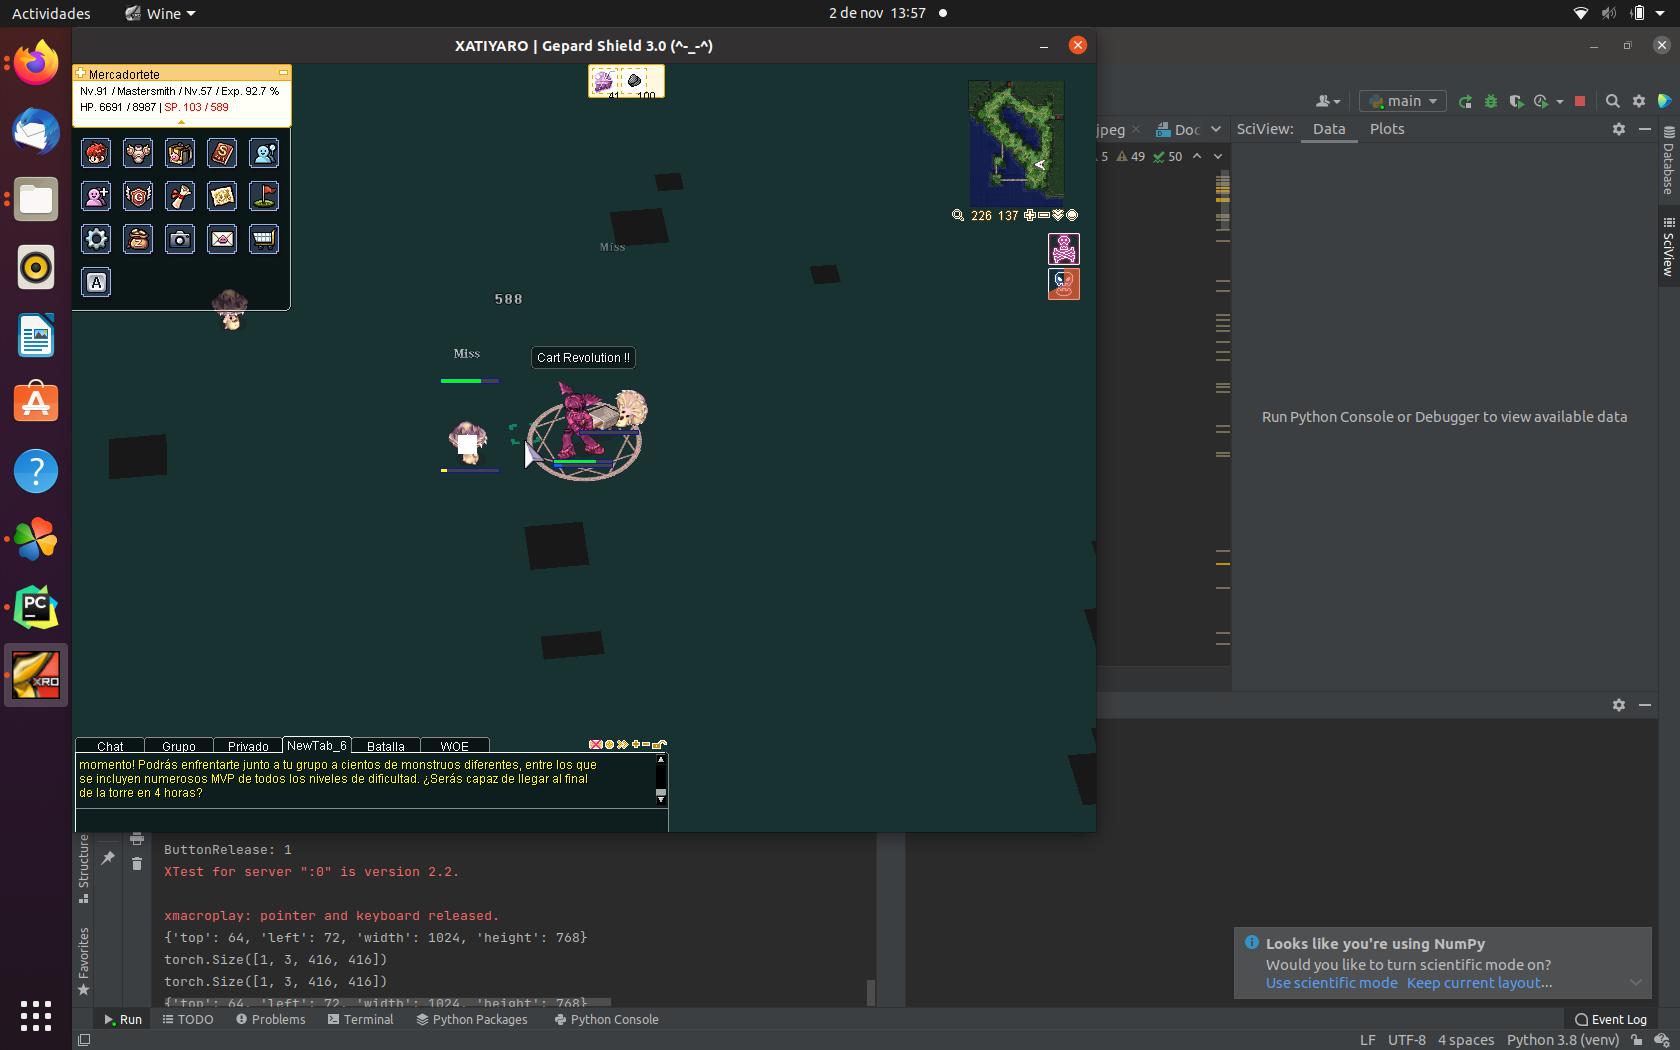 Actividades
Wine
2 de nov 13:57
XATIYARO | Gepard Shield 3.0 (^-_-^)
Mercadortete
Nv.91 / Mastersmith / Nv.57 / Exp. 92.7 %
HP. 6691 / 8987 | SP. 103 / 589
41
100
226 137
Miss
588
Miss
Cart Revolution !!
A
G
S
Z
PC
XRO
main
jpeg
Doc
SciView: Data Plots
5 49 50
Database
SciView
Run Python Console or Debugger to view available data
Chat Grupo Privado NewTab_6 Batalla WOE
momento! Podrás enfrentarte junto a tu grupo a cientos de monstruos diferentes, entre los que
se incluyen numerosos MVP de todos los niveles de dificultad. ¿Serás capaz de llegar al final
de la torre en 4 horas?
Structure
Favorites
ButtonRelease: 1
XTest for server ":0" is version 2.2.
xmacroplay: pointer and keyboard released.
{'top': 64, 'left': 72, 'width': 1024, 'height': 768}
torch.Size([1, 3, 416, 416])
torch.Size([1, 3, 416, 416])
{'top': 64, 'left': 72, 'width': 1024, 'height': 768}
Looks like you're using NumPy
Would you like to turn scientific mode on?
Use scientific mode Keep current layout...
Run TODO Problems Terminal Python Packages Python Console
Event Log
LF UTF-8 4 spaces Python 3.8 (venv)